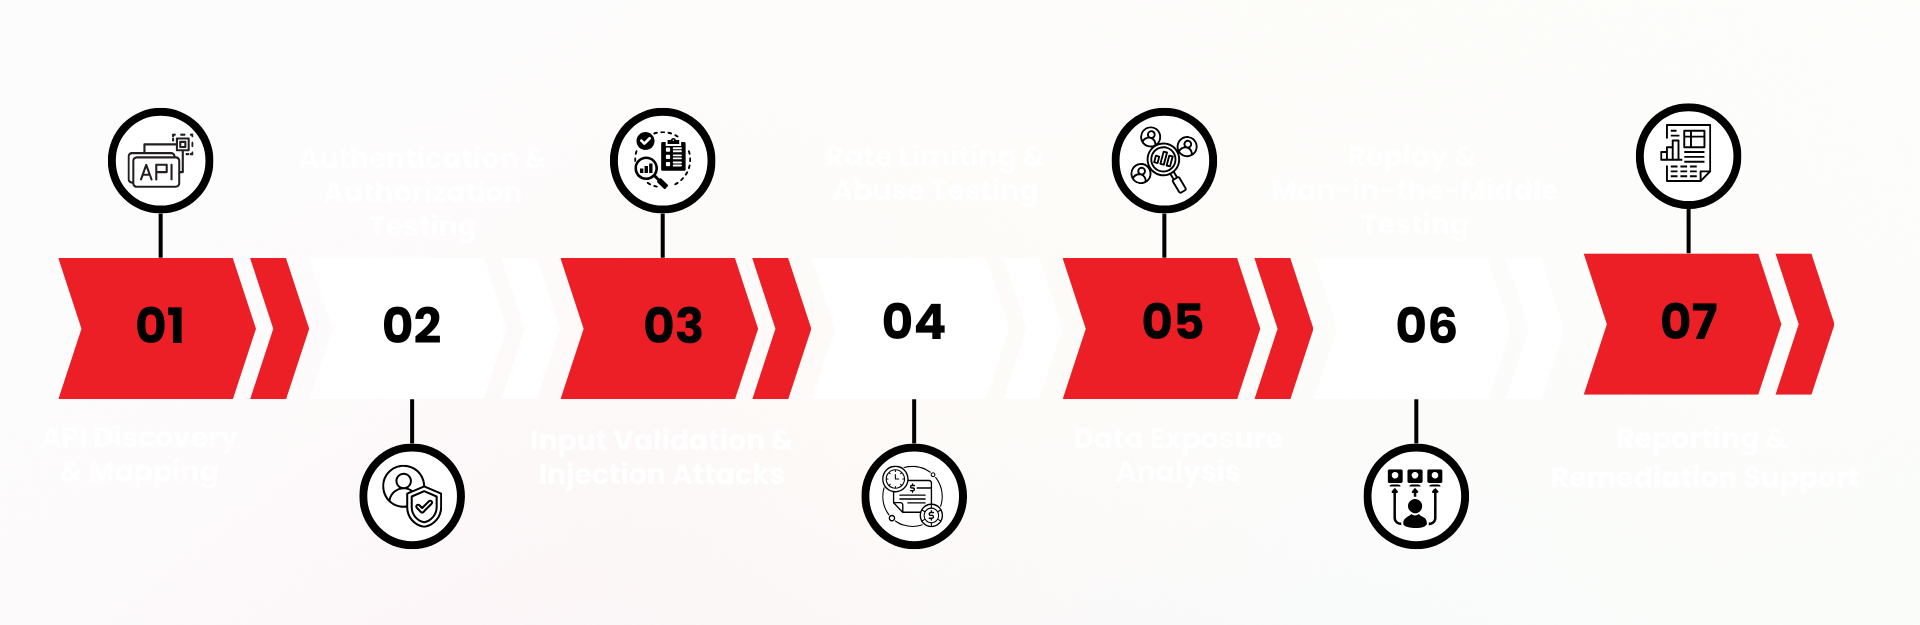 API
01
API Discovery
& Mapping
Authentication &
Authorization
Testing
02
03
Input Validation &
Injection Attacks
Rate Limiting &
Abuse Testing
04
$
$
05
Data Exposure
Analysis
Replay &
Man-in-the-Middle
Testing
06
07
Reporting &
Remediation Support